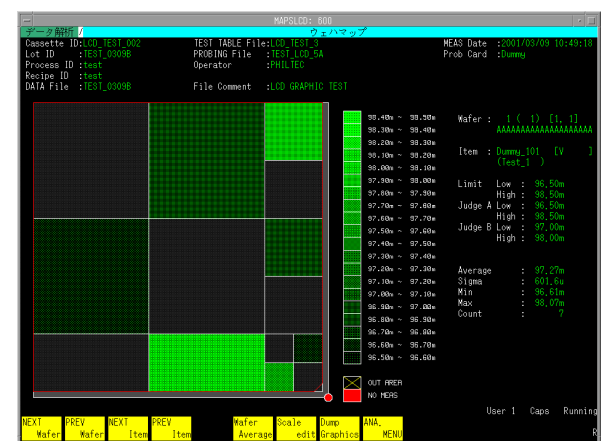 MAPSLCD: 600
データ解析 / ウェハマップ
Cassette ID:LCD_TEST_002 TEST TABLE File:LCD_TEST_3 MEAS Date :2001/03/09 10:49:18
Lot ID :TEST_0309B PROBING File :TEST_LCD_5A Prob Card :Dummy
Process ID :test Operator :PHILTEC
Recipe ID :test
DATA File :TEST_0309B File Comment :LCD GRAPHIC TEST
98.40m ~ 98.50m
98.30m ~ 98.40m
98.20m ~ 98.30m
98.10m ~ 98.20m
98.00m ~ 98.10m
97.90m ~ 98.00m
97.80m ~ 97.90m
97.70m ~ 97.80m
97.60m ~ 97.70m
97.50m ~ 97.60m
97.40m ~ 97.50m
97.30m ~ 97.40m
97.20m ~ 97.30m
97.10m ~ 97.20m
97.00m ~ 97.10m
96.90m ~ 97.00m
96.80m ~ 96.90m
96.70m ~ 96.80m
96.60m ~ 96.70m
96.50m ~ 96.60m
OUT AREA
NO MEAS
Wafer : 1 ( 1) [1, 1]
AAAAAAAAAAAAAAAAAAAA
Item : Dummy_101 [V ]
(Test_1 )
Limit Low : 96.50m
High : 98.50m
Judge A Low : 96.50m
High : 98.50m
Judge B Low : 97.00m
High : 98.00m
Average : 97.27m
Sigma : 601.6u
Min : 96.61m
Max : 98.07m
Count : 7
User 1 Caps Running
NEXT PREV NEXT PREV Wafer Scale Dump ANA.
Wafer Wafer Item Item Average edit Graphics MENU
R